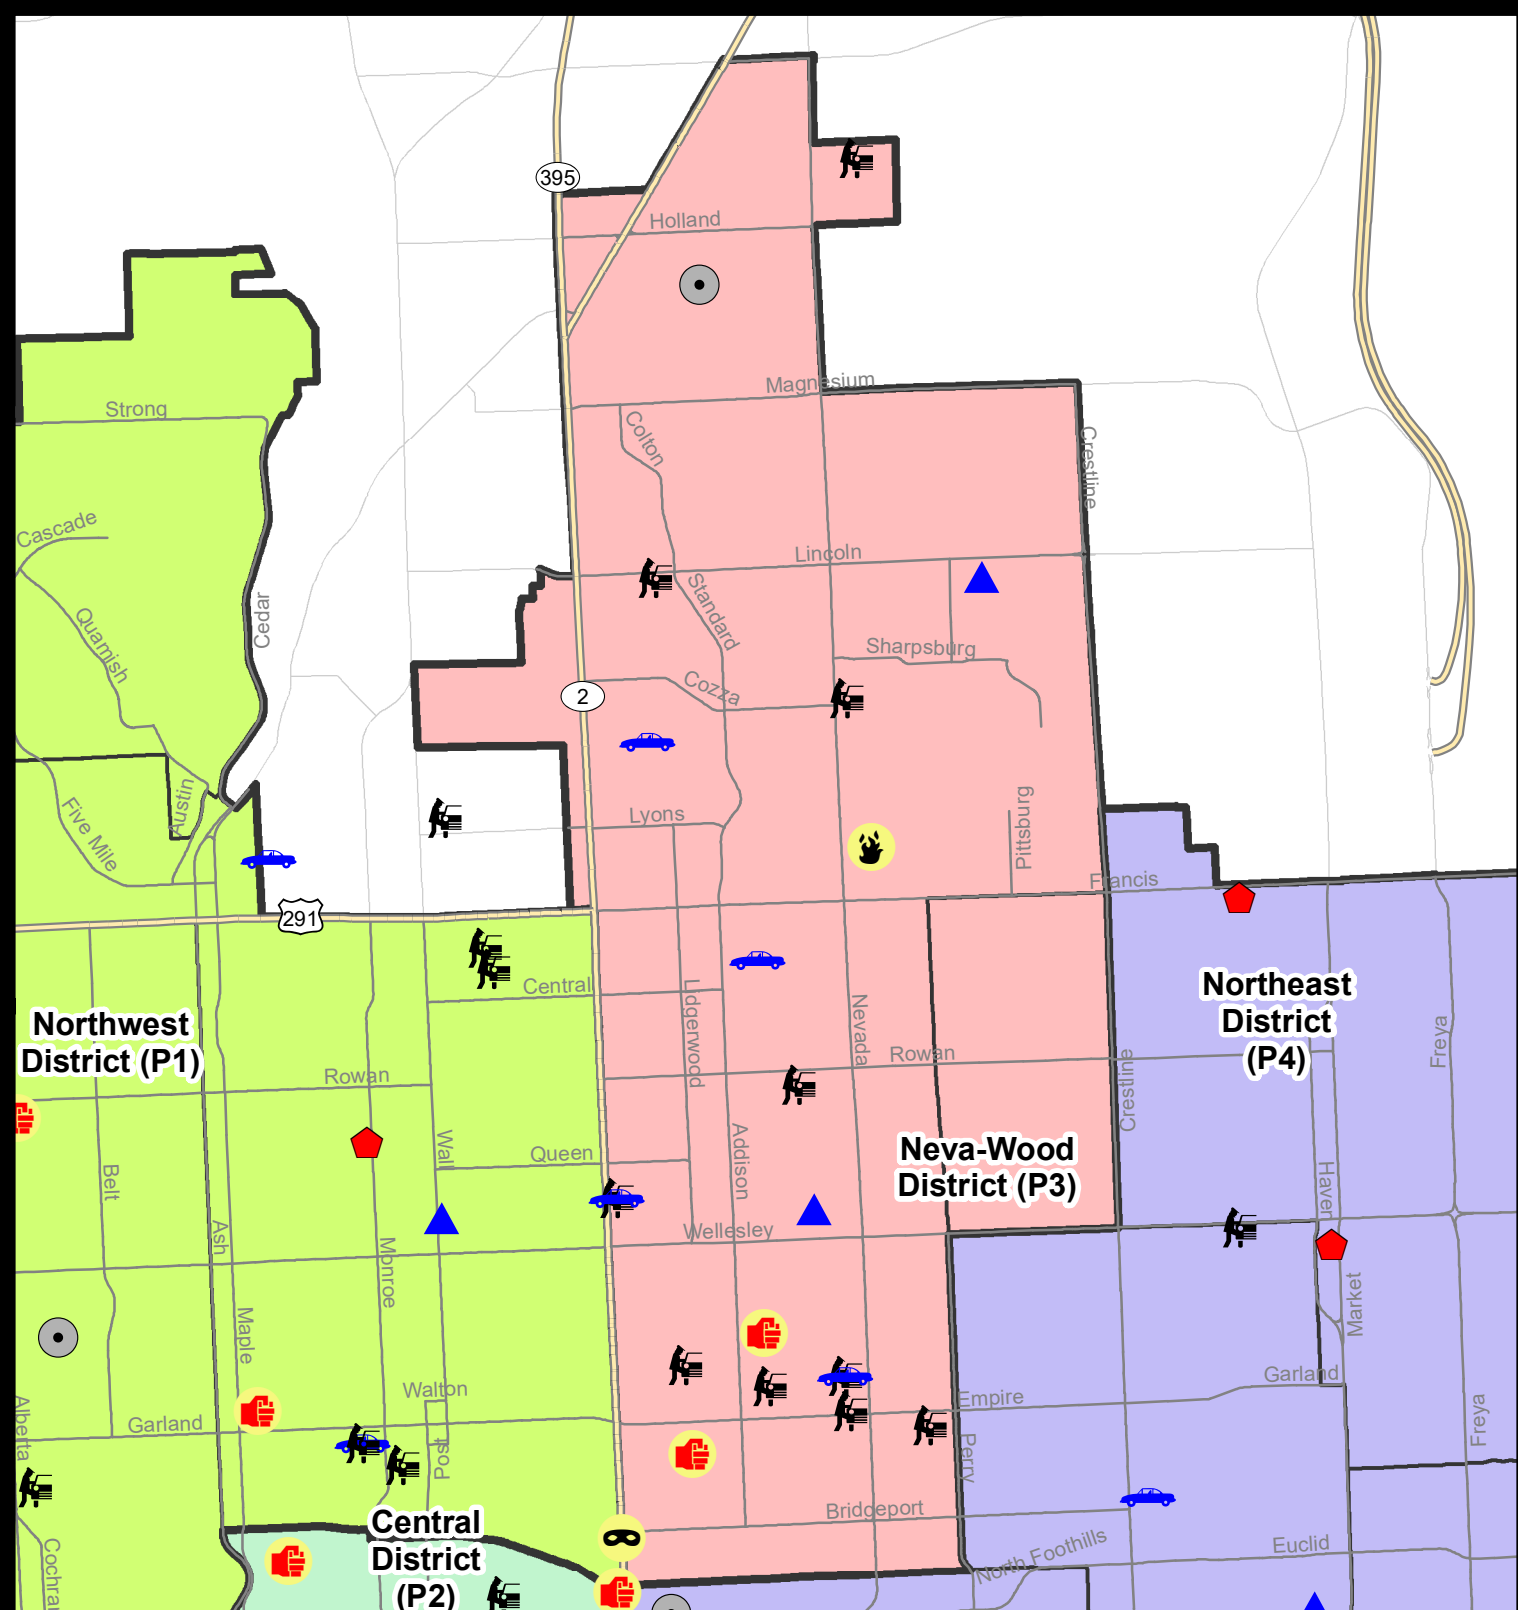 395
Holland
Magnesium
Strong
Colton
Crestline
Cascade
Lincoln
Cedar
Standard
Quamish
Sharpsburg
Cozza
2
Austin
Five Mile
Lyons
Pittsburg
Francis
291
Central
Northeast
District
(P4)
Northwest
District (P1)
Lidgerwood
Nevada
Freya
Rowan
Rowan
Crestline
Addison
Wall
Queen
Neva-Wood
District (P3)
Belt
Haven
Ash
Monroe
Wellesley
Maple
Market
Walton
Garland
Empire
Garland
Alberta
Post
Perry
Freya
Bridgeport
Central
District
(P2)
North Foothills
Euclid